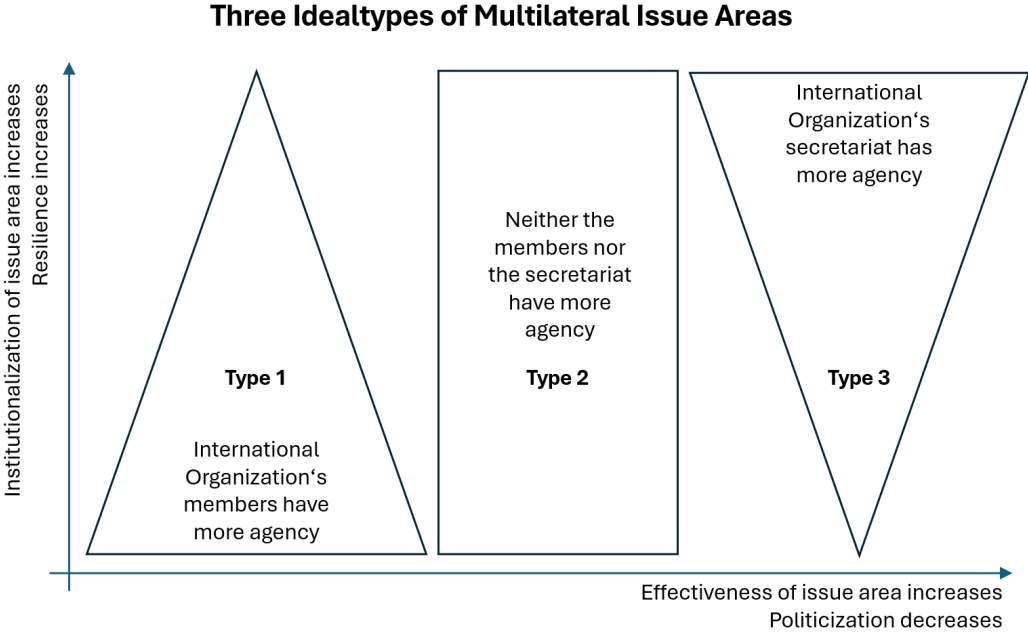 Three Idealtypes of Multilateral Issue Areas
Institutionalization of issue area increases
Resilience increases
Type 1
International
Organization‘s
members have
more agency
Neither the
members nor
the secretariat
have more
agency
Type 2
International
Organization‘s
secretariat has
more agency
Type 3
Effectiveness of issue area increases
Politicization decreases